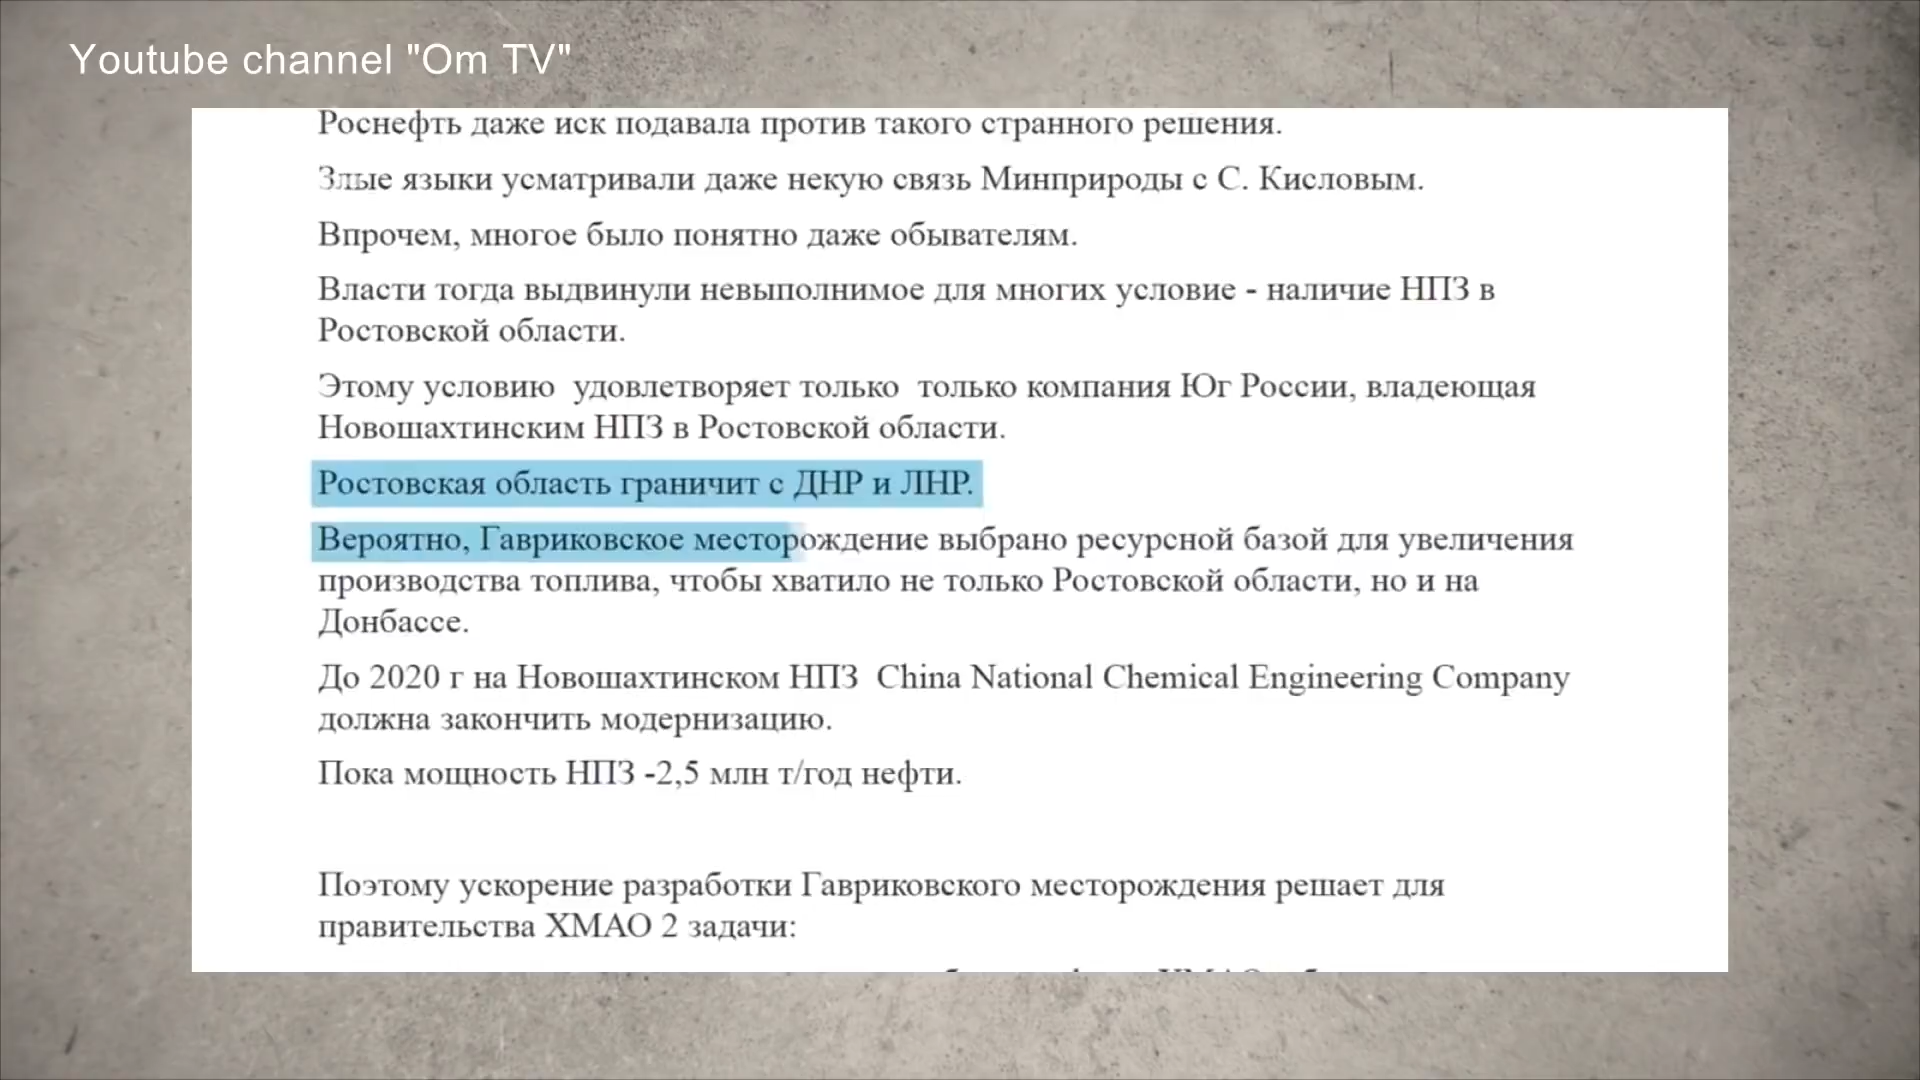 Youtube channel "Om TV"
Роснефть даже иск подавала против такого странного решения.
Злые языки усматривали даже некую связь Минприроды с С. Кисловым.
Впрочем, многое было понятно даже обывателям.
Власти тогда выдвинули невыполнимое для многих условие - наличие НПЗ в
Ростовской области.
Этому условию  удовлетворяет только  только компания Юг России, владеющая
Новошахтинским НПЗ в Ростовской области.
Ростовская область граничит с ДНР и ЛНР.
Вероятно, Гавриковское месторождение выбрано ресурсной базой для увеличения
производства топлива, чтобы хватило не только Ростовской области, но и на
Донбассе.
До 2020 г на Новошахтинском НПЗ  China National Chemical Engineering Company
должна закончить модернизацию.
Пока мощность НПЗ -2,5 млн т/год нефти.
Поэтому ускорение разработки Гавриковского месторождения решает для
правительства ХМАО 2 задачи: